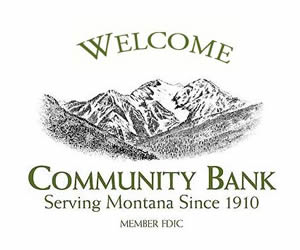 WELCOME
COMMUNITY BANK
Serving Montana Since 1910
MEMBER FDIC